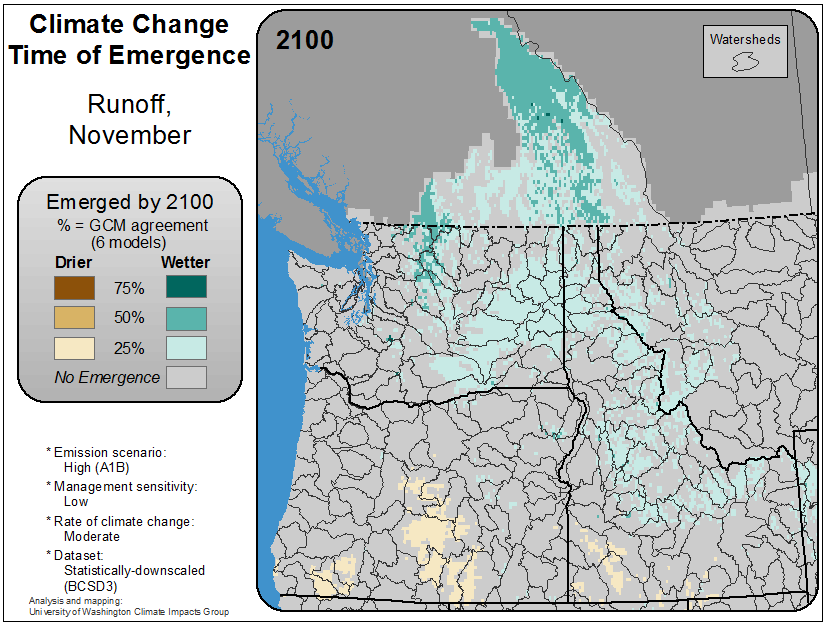 Climate Change
Time of Emergence
Runoff,
November
Emerged by 2100
% = GCM agreement
(6 models)
Drier Wetter
75%
50%
25%
No Emergence
* Emission scenario:
High (A1B)
* Management sensitivity:
Low
* Rate of climate change:
Moderate
* Dataset:
Statistically-downscaled
(BCSD3)
Analysis and mapping:
University of Washington Climate Impacts Group
2100
Watersheds